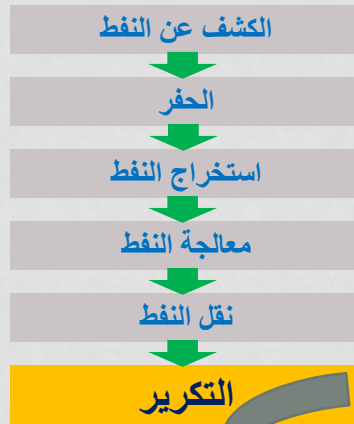 الكشف عن النفط
الحفر
استخراج النفط
معالجة النفط
نقل النفط
التكرير